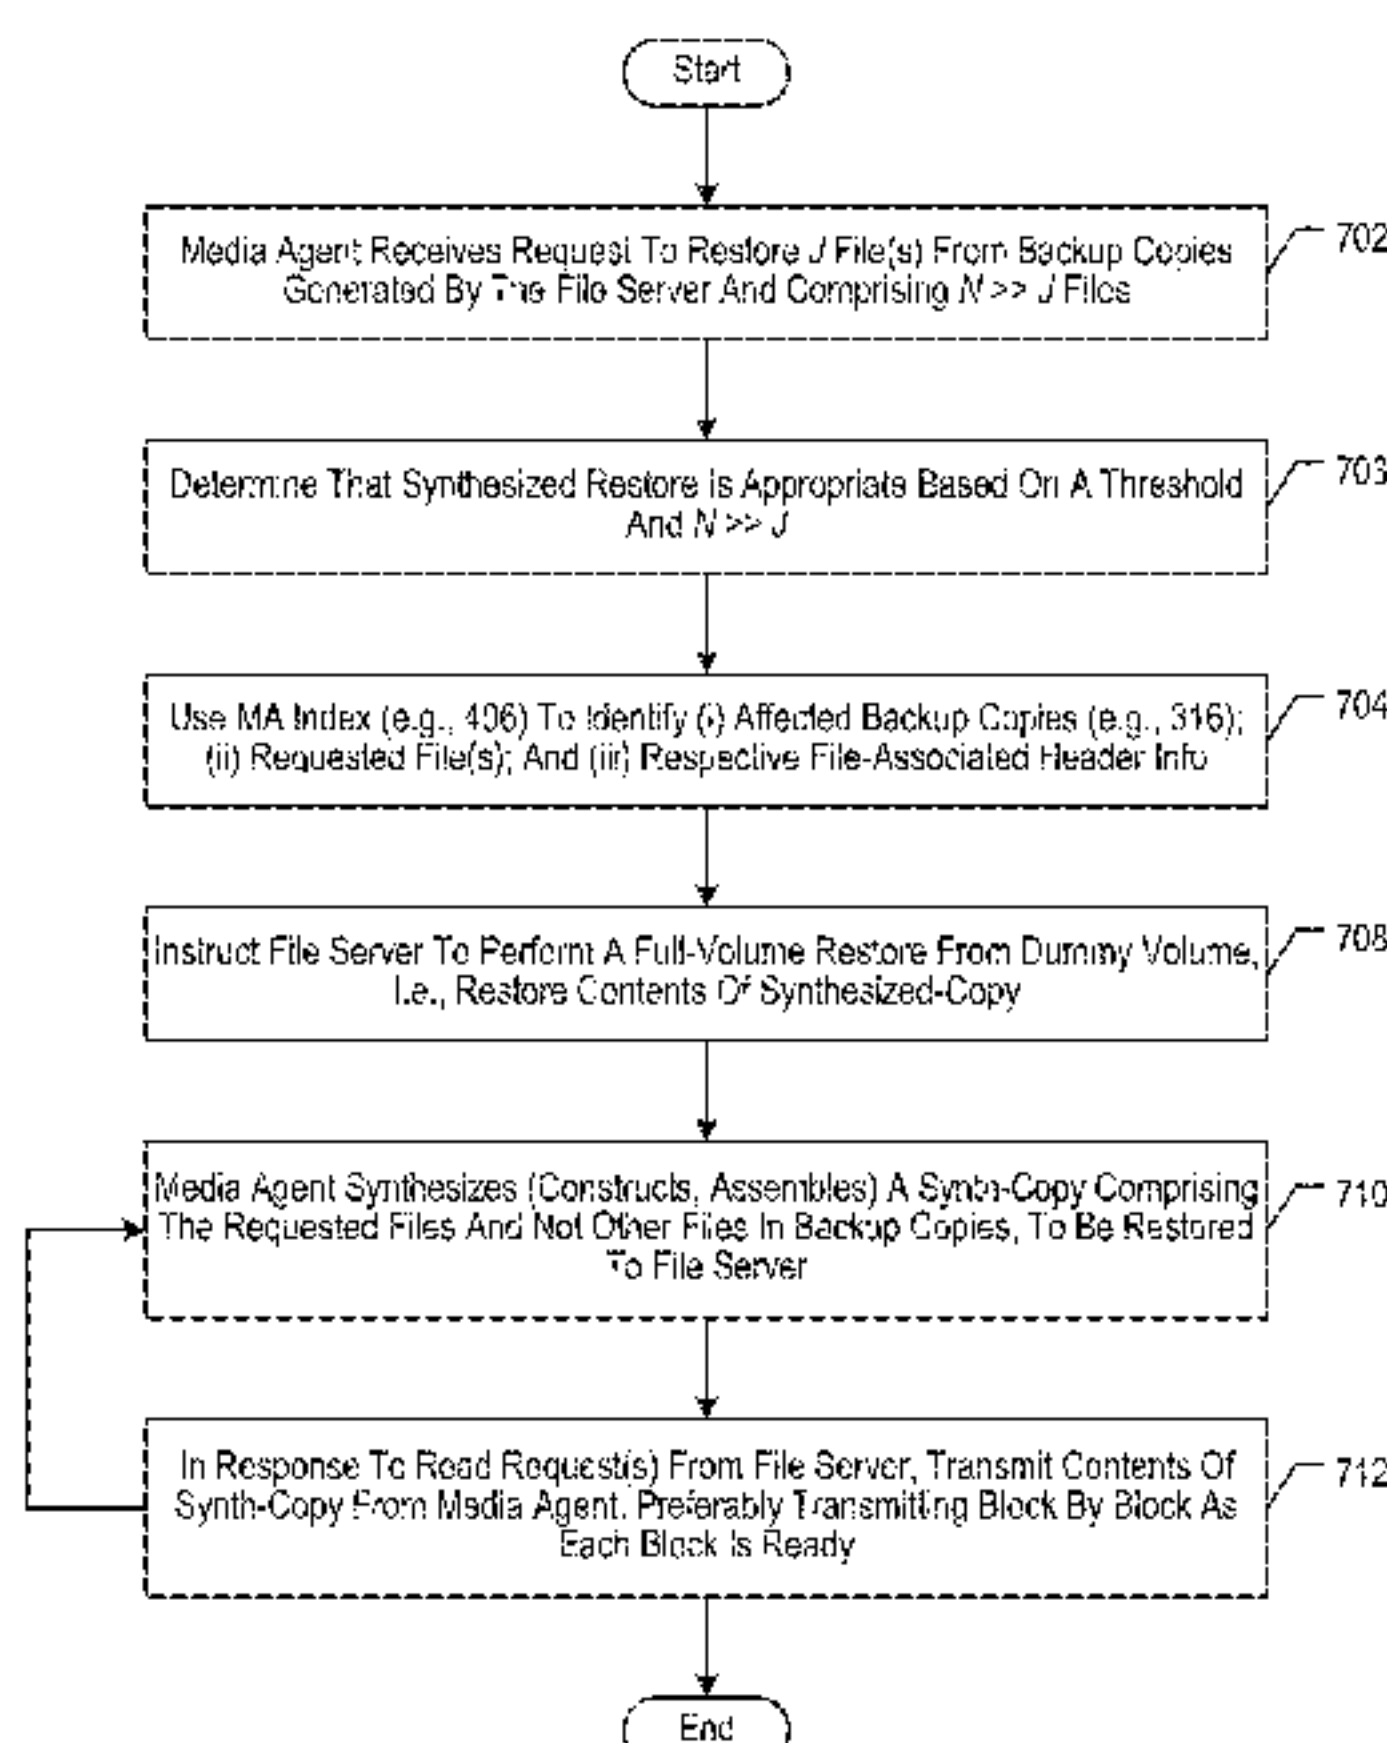 Start
Media Agent Receives Request To Restore J File(s) From Backup Copies
Generated By The File Server And Comprising N >> J Files
702
Determine That Synthesized Restore is Appropriate Based On A Threshold
And N >> J
703
Use MA Index (e.g., 406) To Identify (i) Affected Backup Copies (e.g., 316);
(ii) Requested File(s); And (iii) Respective File-Associated Header Info
704
Instruct File Server To Perform A Full-Volume Restore From Dummy Volume,
I.e., Restore Contents Of Synthesized-Copy
708
Media Agent Synthesizes (Constructs, Assembles) A Synth-Copy Comprising
The Requested Files And Not Other Files In Backup Copies, To Be Restored
To File Server
710
In Response To Read Request(s) From File Server, Transmit Contents Of
Synth-Copy From Media Agent, Preferably Transmitting Block By Block As
Each Block Is Ready
712
End